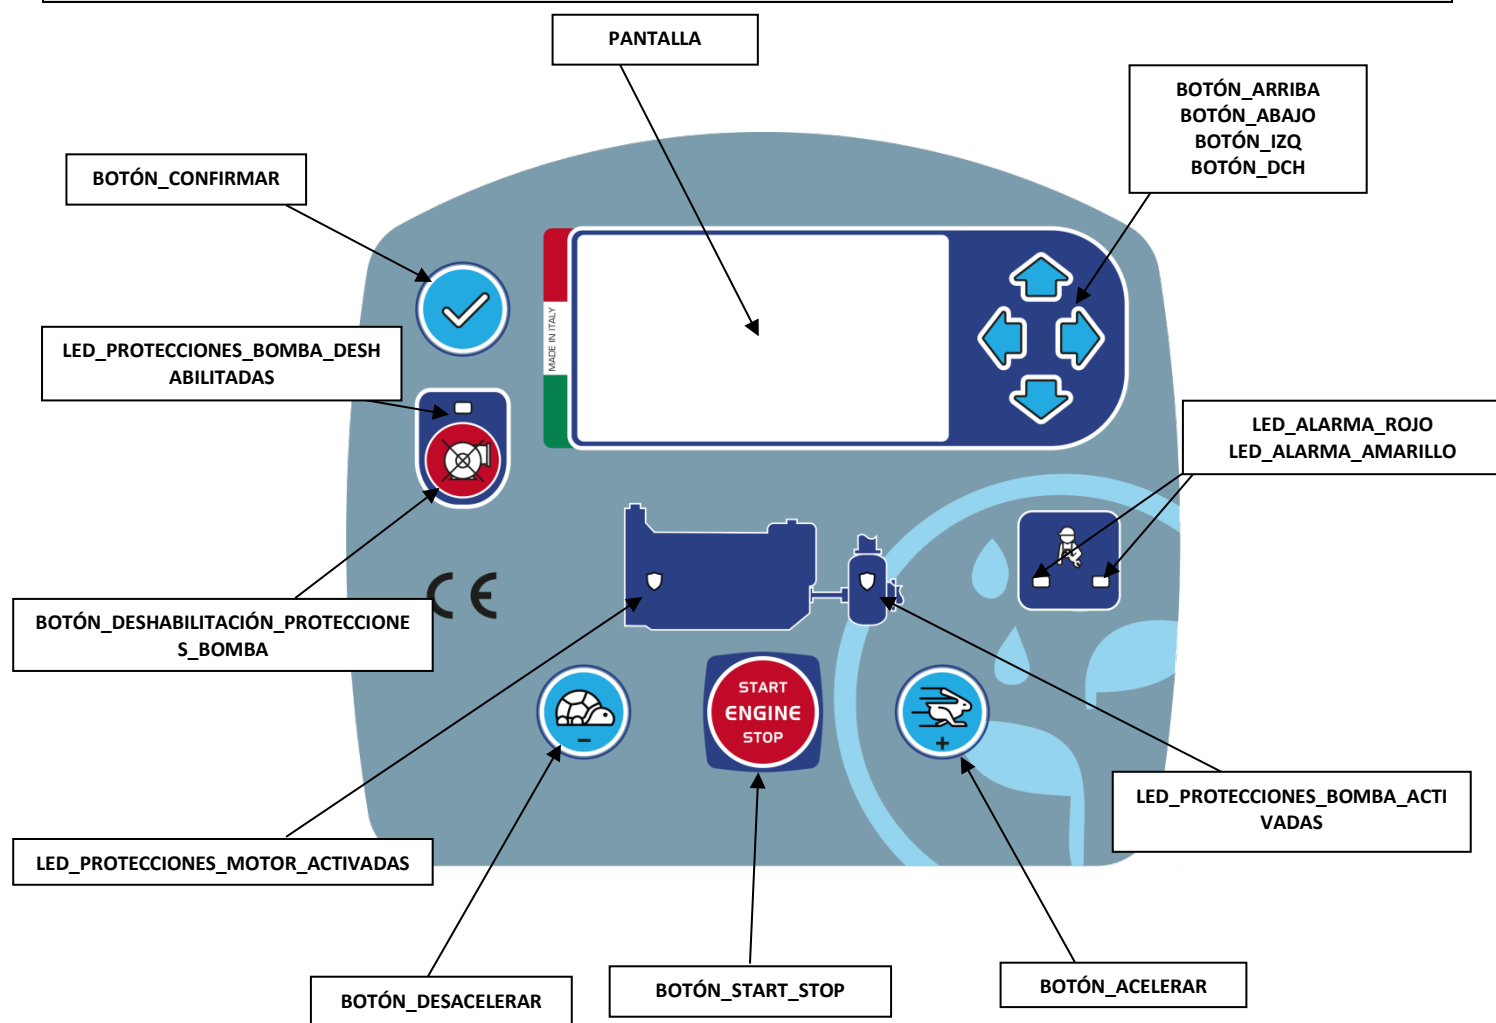 PANTALLA
BOTÓN_ARRIBA
BOTÓN_ABAJO
BOTÓN_IZQ
BOTÓN_DCH
BOTÓN_CONFIRMAR
MADE IN ITALY
LED_PROTECCIONES_BOMBA_DESH
ABILITADAS
LED_ALARMA_ROJO
LED_ALARMA_AMARILLO
CE
BOTÓN_DESHABILITACIÓN_PROTECCIONE
S_BOMBA
START
ENGINE
STOP
-
+
LED_PROTECCIONES_BOMBA_ACTI
VADAS
LED_PROTECCIONES_MOTOR_ACTIVADAS
BOTÓN_DESACELERAR
BOTÓN_START_STOP
BOTÓN_ACELERAR